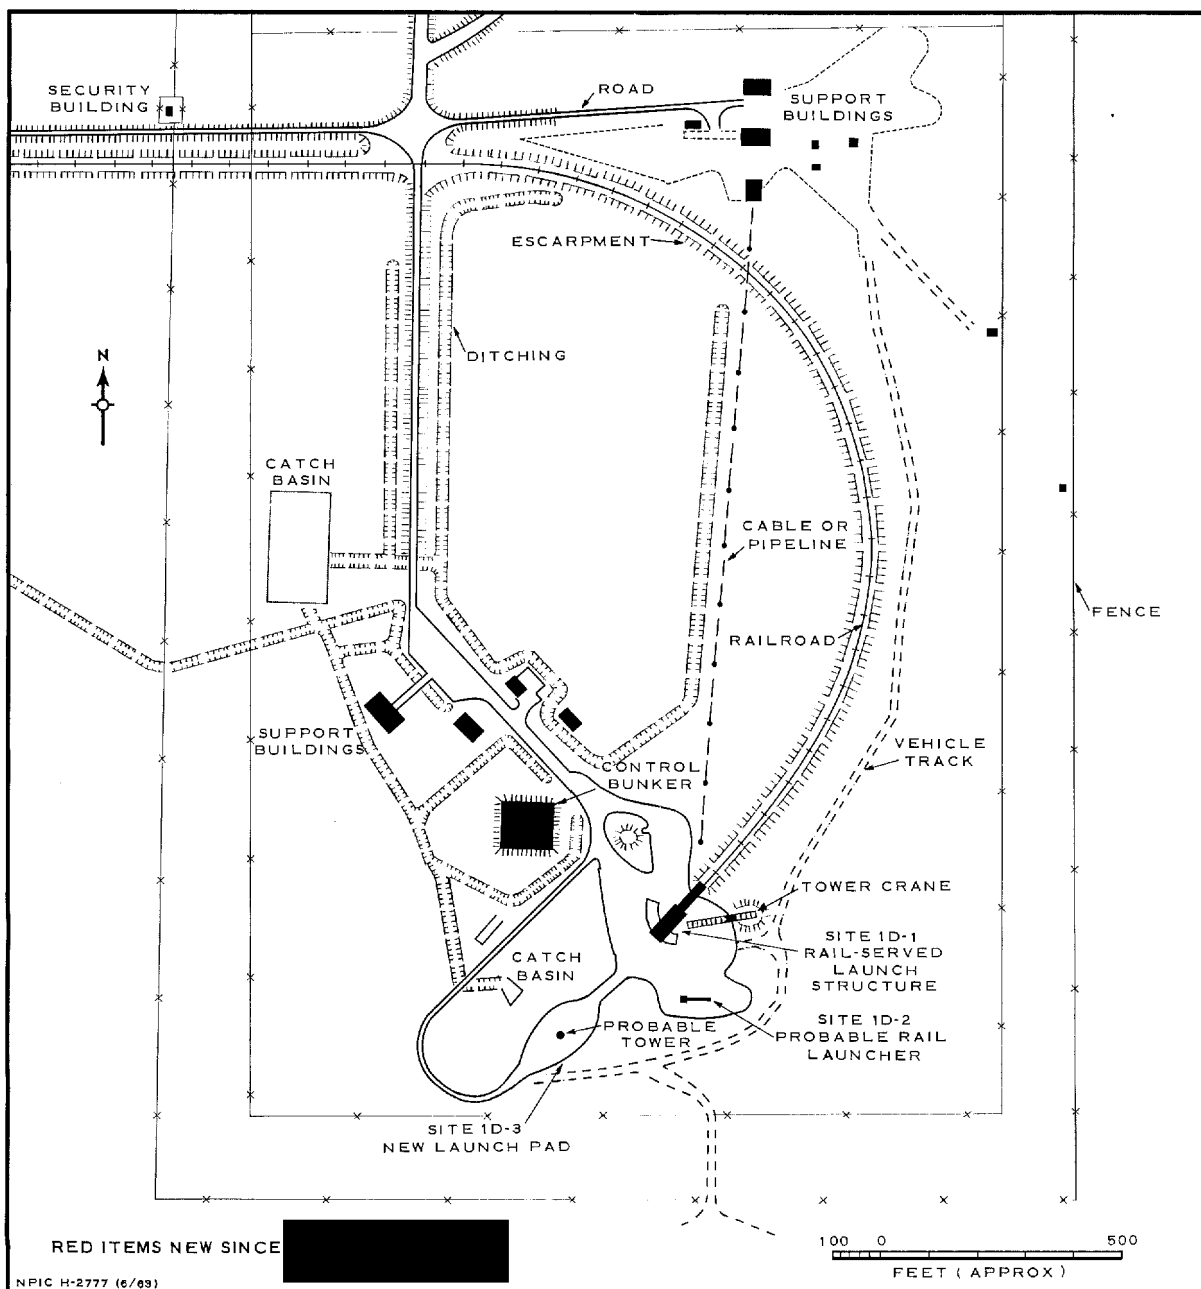 SECURITY
BUILDING
ROAD
SUPPORT
BUILDINGS
ESCARPMENT
DITCHING
N
CATCH
BASIN
CABLE OR
PIPELINE
FENCE
RAILROAD
SUPPORT
BUILDINGS
VEHICLE
TRACK
CONTROL
BUNKER
TOWER CRANE
SITE 1D-1
RAIL-SERVED
LAUNCH
STRUCTURE
CATCH
BASIN
SITE 1D-2
PROBABLE RAIL
LAUNCHER
PROBABLE
TOWER
SITE 1D-3
NEW LAUNCH PAD
RED ITEMS NEW SINCE
100 0 500
FEET (APPROX)
NPIC H-2777 (6/63)